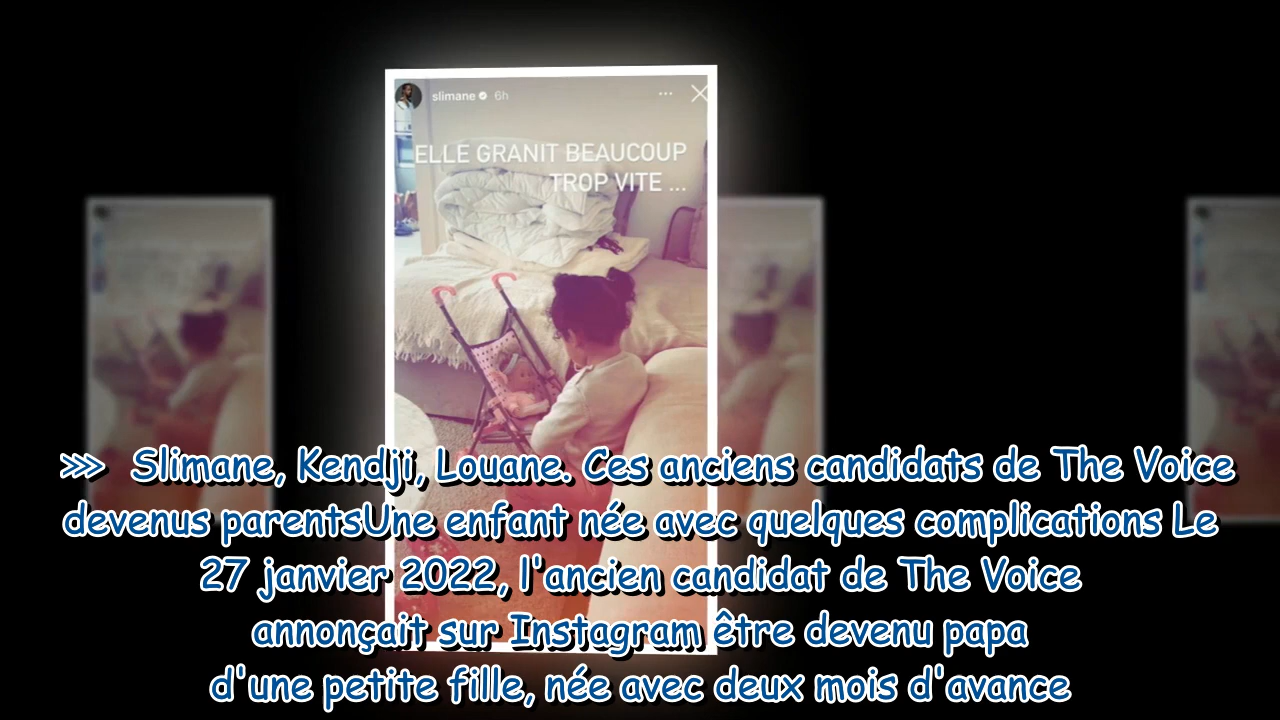 slimane 6h
ELLE GRANIT BEAUCOUP
TROP VITE ...
>>> Slimane, Kendji, Louane. Ces anciens candidats de The Voice
devenus parentsUne enfant née avec quelques complications Le
27 janvier 2022, l'ancien candidat de The Voice
annonçait sur Instagram être devenu papa
d'une petite fille, née avec deux mois d'avance